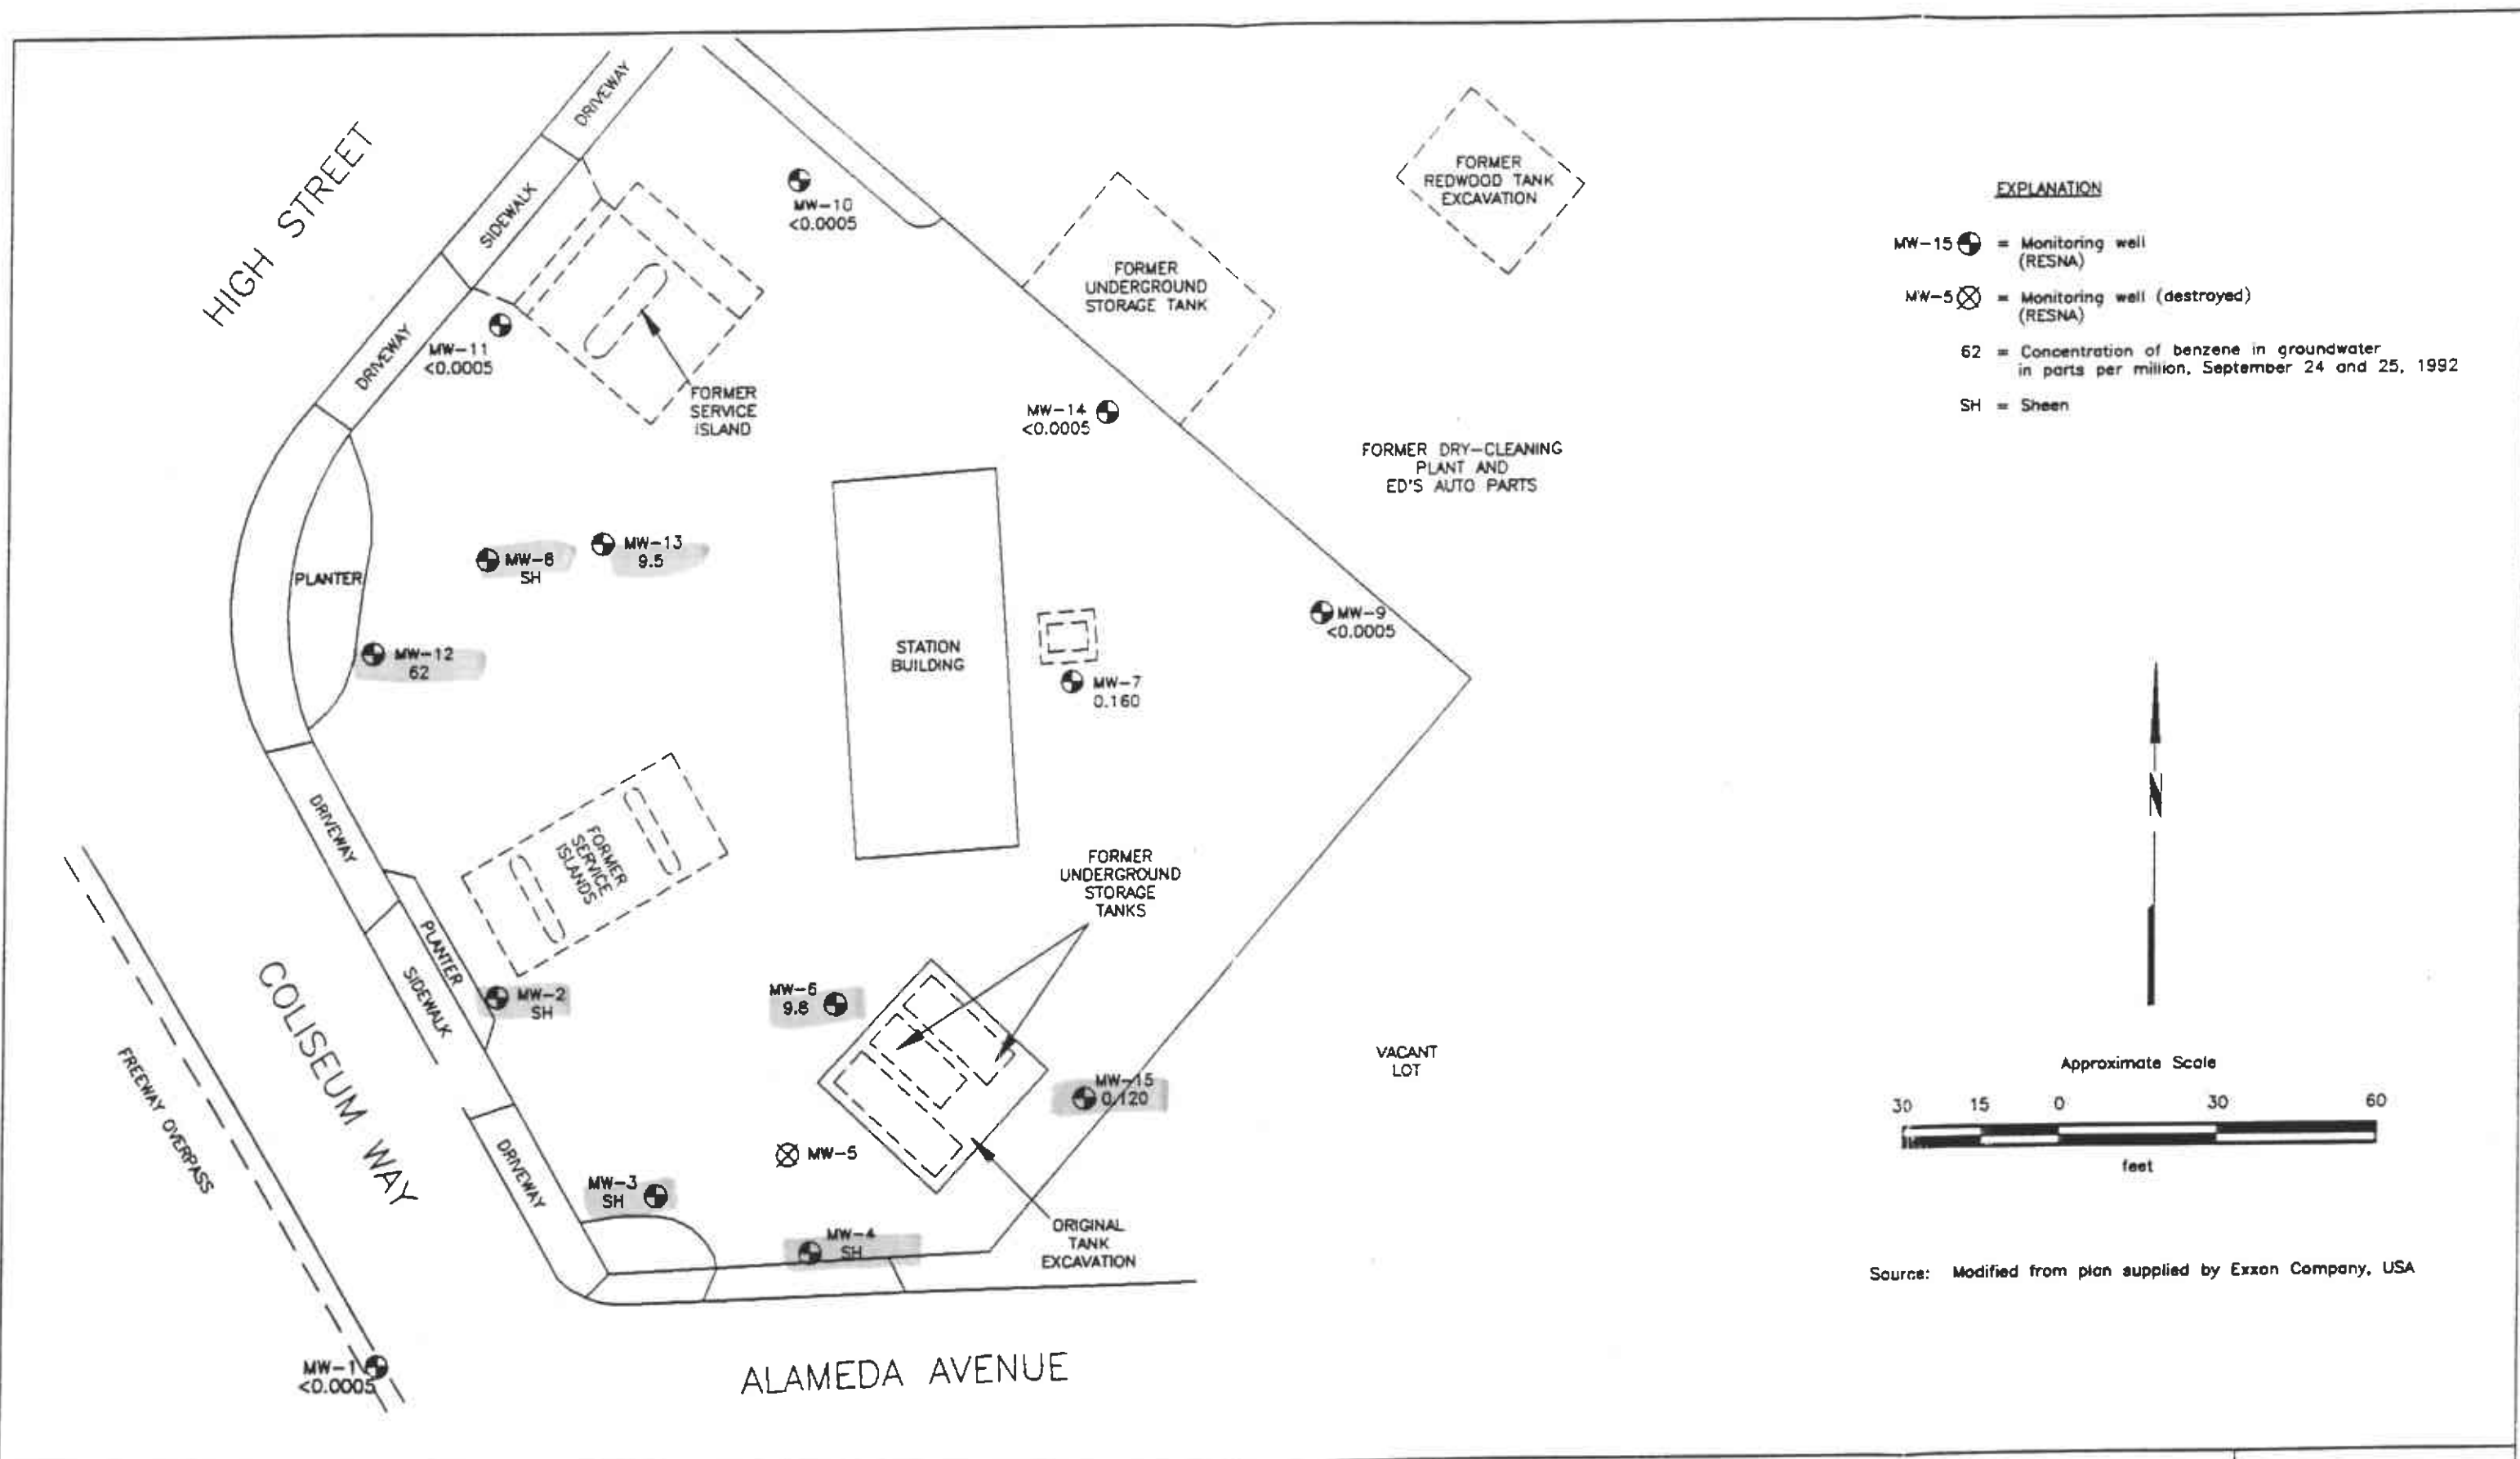 HIGH STREET
DRIVEWAY
SIDEWALK
DRIVEWAY
MW-10
<0.0005
MW-11
<0.0005
FORMER
SERVICE
ISLAND
FORMER
UNDERGROUND
STORAGE TANK
FORMER
REDWOOD TANK
EXCAVATION
MW-14
<0.0005
FORMER DRY-CLEANING
PLANT AND
ED'S AUTO PARTS
PLANTER
MW-8
SH
MW-13
9.5
MW-12
62
STATION
BUILDING
MW-9
<0.0005
MW-7
0.160
DRIVEWAY
FORMER
SERVICE
ISLANDS
FORMER
UNDERGROUND
STORAGE
TANKS
PLANTER
SIDEWALK
MW-2
SH
MW-6
9.8
MW-15
0.120
VACANT
LOT
MW-5
MW-3
SH
MW-4
SH
DRIVEWAY
ORIGINAL
TANK
EXCAVATION
COLISEUM WAY
FREEWAY OVERPASS
MW-1
<0.0005
ALAMEDA AVENUE
EXPLANATION
MW-15 = Monitoring well
(RESNA)
MW-5 = Monitoring well (destroyed)
(RESNA)
62 = Concentration of benzene in groundwater
in parts per million, September 24 and 25, 1992
SH = Sheen
N
Approximate Scale
30 15 0 30 60
feet
Source: Modified from plan supplied by Exxon Company, USA